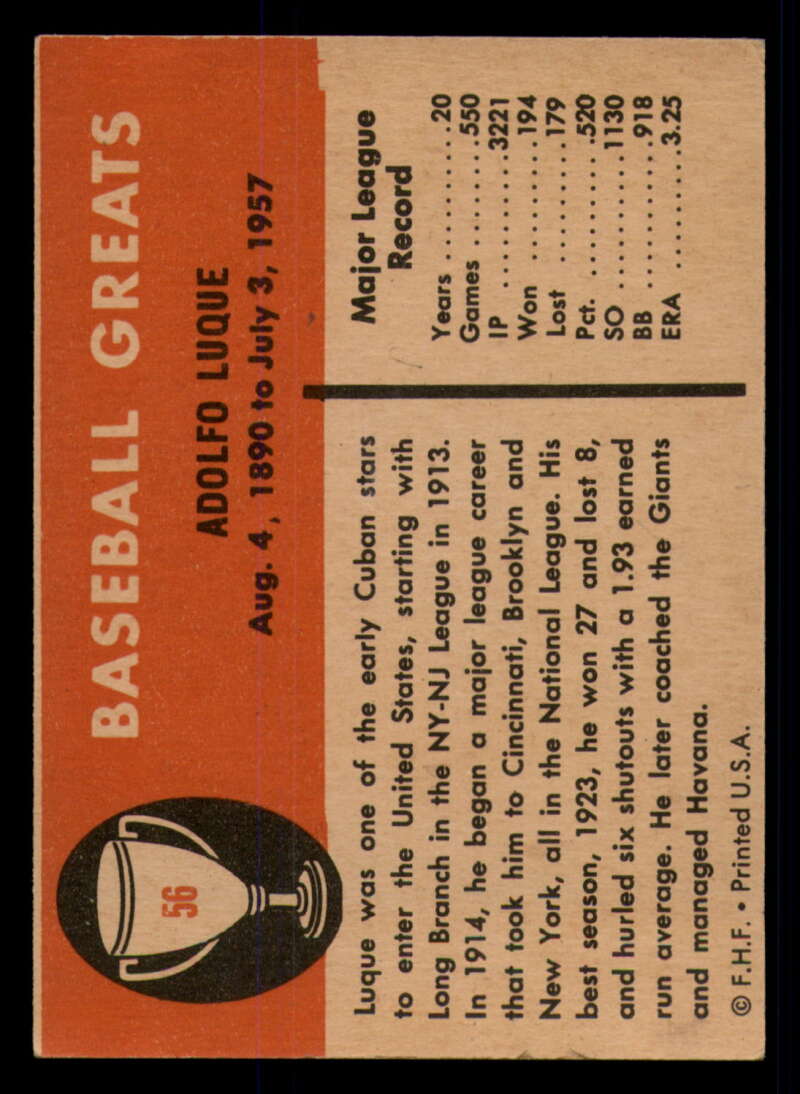 BASEBALL GREATS
ADOLFO LUQUE
Aug. 4, 1890 to July 3, 1957
56
Luque was one of the early Cuban stars
to enter the United States, starting with
Long Branch in the NY-NJ League in 1913.
In 1914, he began a major league career
that took him to Cincinnati, Brooklyn and
New York, all in the National League. His
best season, 1923, he won 27 and lost 8,
and hurled six shutouts with a 1.93 earned
run average. He later coached the Giants
and managed Havana.
© F.H.F. • Printed U.S.A.
Major League
Record
Years . . . . . . . . . .20
Games . . . . . . . .550
IP . . . . . . . . . .3221
Won . . . . . . . . 194
Lost . . . . . . . . .179
Pct. . . . . . . . . .520
SO . . . . . . . . 1130
BB . . . . . . . . . .918
ERA . . . . . . . . .3.25